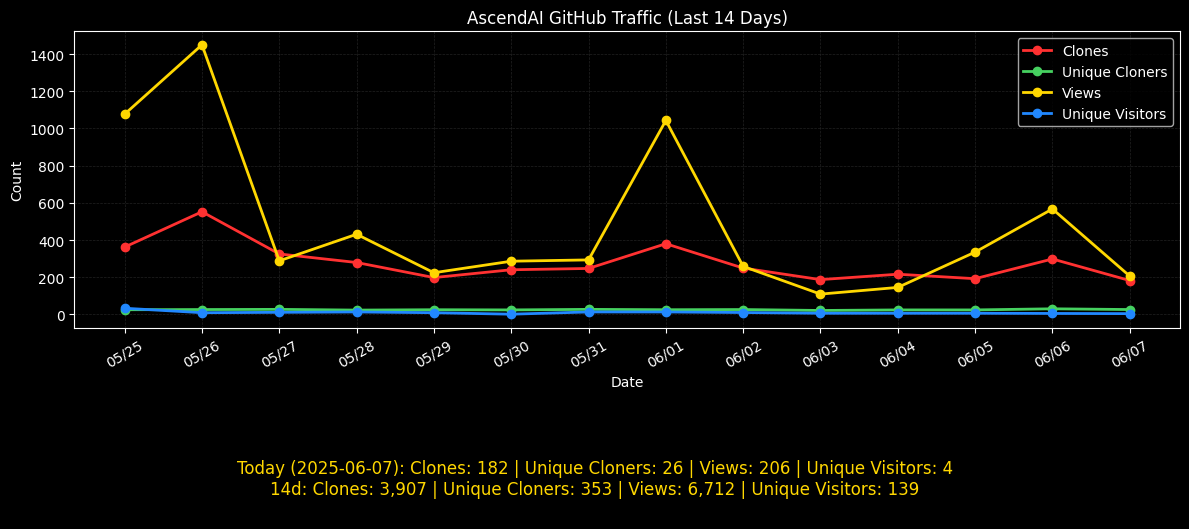 AscendAI GitHub Traffic (Last 14 Days)
Clones
Unique Cloners
Views
Unique Visitors
Count
1400
1200
1000
800
600
400
200
0
05/25 05/26 05/27 05/28 05/29 05/30 05/31 06/01 06/02 06/03 06/04 06/05 06/06 06/07
Date
Today (2025-06-07): Clones: 182 | Unique Cloners: 26 | Views: 206 | Unique Visitors: 4
14d: Clones: 3,907 | Unique Cloners: 353 | Views: 6,712 | Unique Visitors: 139